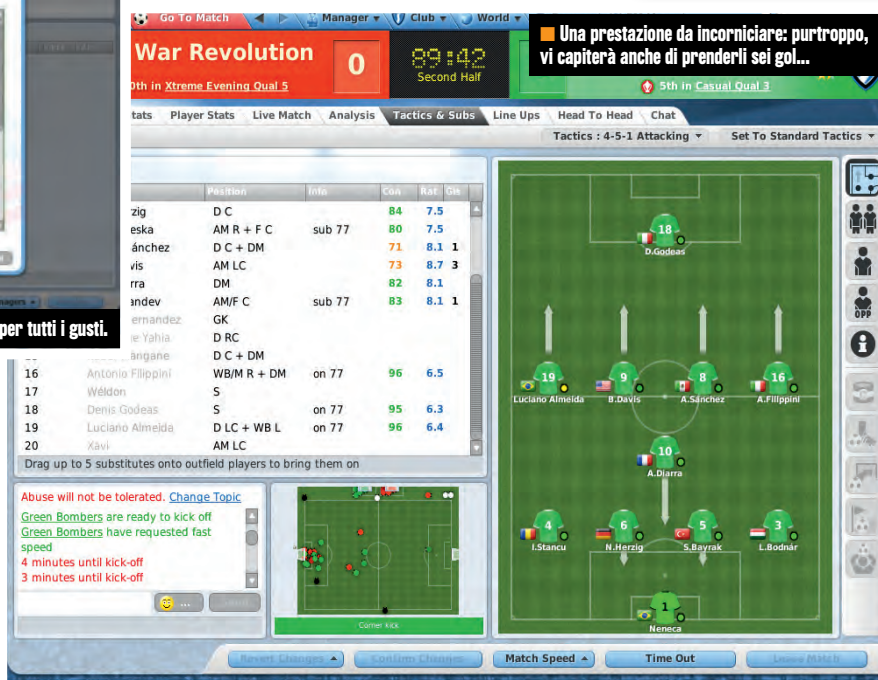 Go To Match
Manager
Club
World
■ Una prestazione da incorniciare: purtroppo,
vi capiterà anche di prenderli sei gol...
War Revolution
0
89:42
Second Half
0th in Xtreme Evening Qual 5
5th in Casual Qual 3
tats Player Stats Live Match Analysis Tactics & Subs Line Ups Head To Head Chat
Tactics : 4-5-1 Attacking
Set To Standard Tactics
Position Info Con Rat Gls
zig D C 84 7.5
eska AM R + F C sub 77 80 7.5
ánchez D C + DM 71 8.1 1
vis AM LC 73 8.7 3
rra DM 82 8.1
andev AM/F C sub 77 83 8.1 1
ernandez GK
e Yahia D RC
angane D C + DM
16 Antonio Filippini WB/M R + DM on 77 96 6.5
17 Wéldon S
18 Denis Godeas S on 77 95 6.3
19 Luciano Almeida D LC + WB L on 77 96 6.4
20 Xavi AM LC
Drag up to 5 substitutes onto outfield players to bring them on
per tutti i gusti.
Abuse will not be tolerated. Change Topic
Green Bombers are ready to kick off
Green Bombers have requested fast
speed
4 minutes until kick-off
3 minutes until kick-off
...
Corner kick
18
D.Godeas
19 9 8 16
Luciano Almeida B.Davis A.Sánchez A.Filippini
10
A.Diarra
4 6 5 3
I.Stancu N.Herzig S.Bayrak L.Bodnár
1
Neneca
OPP
Revert Changes
Confirm Changes
Match Speed
Time Out
Leave Match